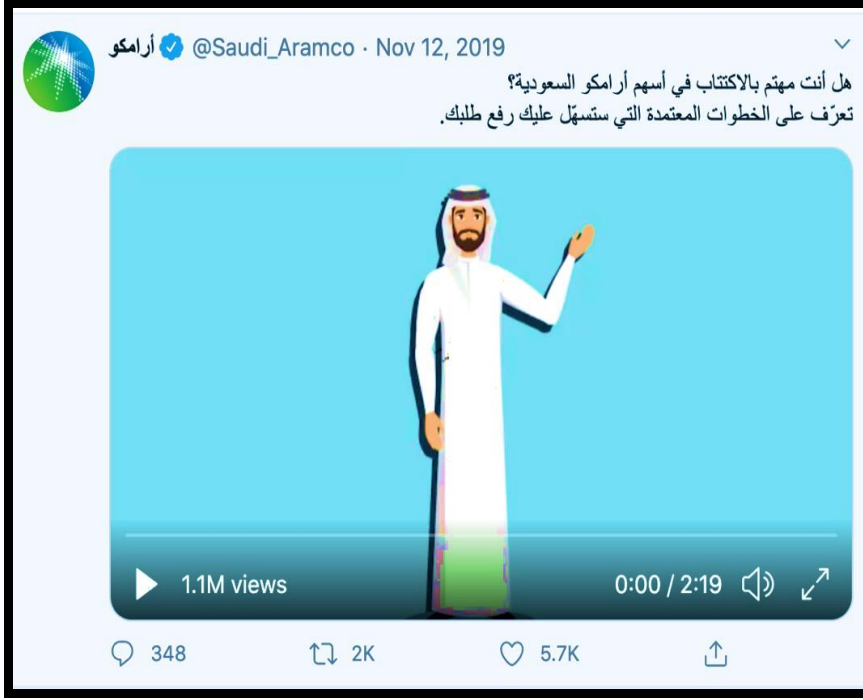 أرامكو @Saudi_Aramco · Nov 12, 2019
هل أنت مهتم بالاكتتاب في أسهم أرامكو السعودية؟
تعرّف على الخطوات المعتمدة التي ستسهّل عليك رفع طلبك.
1.1M views 0:00 / 2:19
348 2K 5.7K